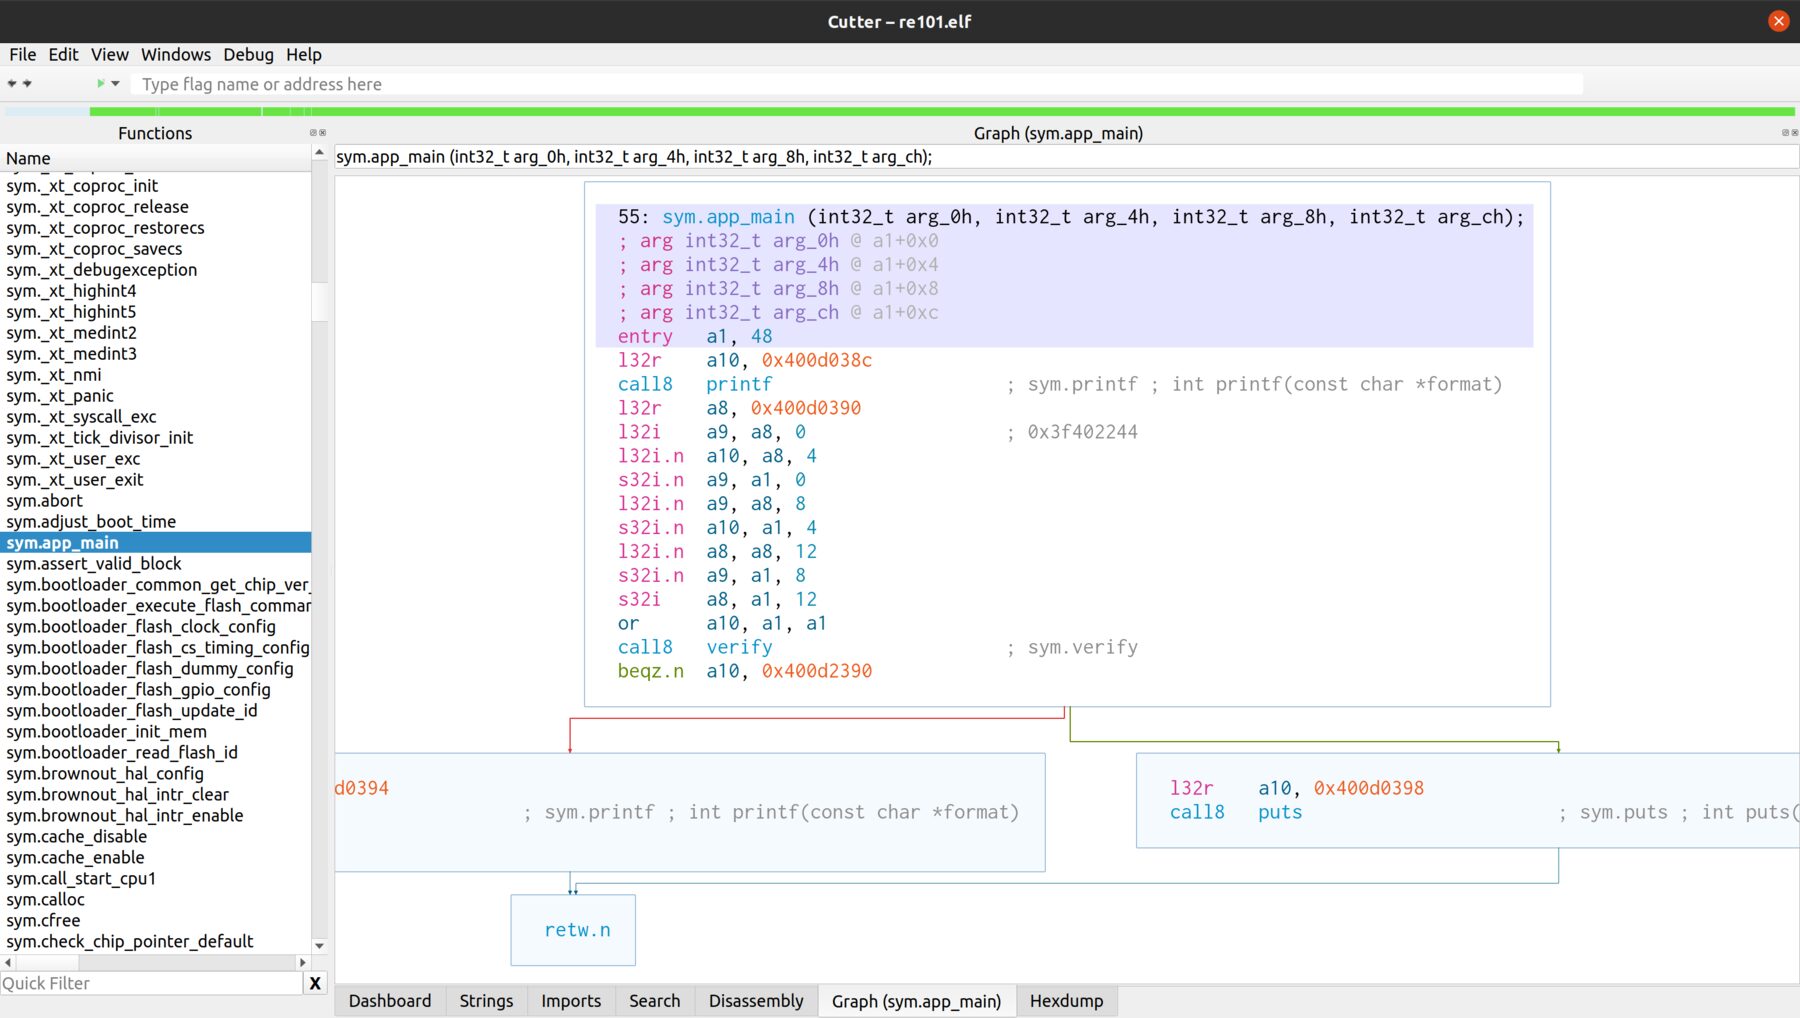 Cutter – re101.elf
File Edit View Windows Debug Help
Type flag name or address here
Functions
Name
sym._xt_coproc_init
sym._xt_coproc_release
sym._xt_coproc_restorecs
sym._xt_coproc_savecs
sym._xt_debugexception
sym._xt_highint4
sym._xt_highint5
sym._xt_medint2
sym._xt_medint3
sym._xt_nmi
sym._xt_panic
sym._xt_syscall_exc
sym._xt_tick_divisor_init
sym._xt_user_exc
sym._xt_user_exit
sym.abort
sym.adjust_boot_time
sym.app_main
sym.assert_valid_block
sym.bootloader_common_get_chip_ver_
sym.bootloader_execute_flash_commar
sym.bootloader_flash_clock_config
sym.bootloader_flash_cs_timing_config
sym.bootloader_flash_dummy_config
sym.bootloader_flash_gpio_config
sym.bootloader_flash_update_id
sym.bootloader_init_mem
sym.bootloader_read_flash_id
sym.brownout_hal_config
sym.brownout_hal_intr_clear
sym.brownout_hal_intr_enable
sym.cache_disable
sym.cache_enable
sym.call_start_cpu1
sym.calloc
sym.cfree
sym.check_chip_pointer_default
Quick Filter X
Graph (sym.app_main)
sym.app_main (int32_t arg_0h, int32_t arg_4h, int32_t arg_8h, int32_t arg_ch);
55: sym.app_main (int32_t arg_0h, int32_t arg_4h, int32_t arg_8h, int32_t arg_ch);
; arg int32_t arg_0h @ a1+0x0
; arg int32_t arg_4h @ a1+0x4
; arg int32_t arg_8h @ a1+0x8
; arg int32_t arg_ch @ a1+0xc
entry a1, 48
l32r a10, 0x400d038c
call8 printf ; sym.printf ; int printf(const char *format)
l32r a8, 0x400d0390
l32i a9, a8, 0 ; 0x3f402244
l32i.n a10, a8, 4
s32i.n a9, a1, 0
l32i.n a9, a8, 8
s32i.n a10, a1, 4
l32i.n a8, a8, 12
s32i.n a9, a1, 8
s32i a8, a1, 12
or a10, a1, a1
call8 verify ; sym.verify
beqz.n a10, 0x400d2390
d0394
; sym.printf ; int printf(const char *format)
l32r a10, 0x400d0398
call8 puts ; sym.puts ; int puts(
retw.n
Dashboard Strings Imports Search Disassembly Graph (sym.app_main) Hexdump